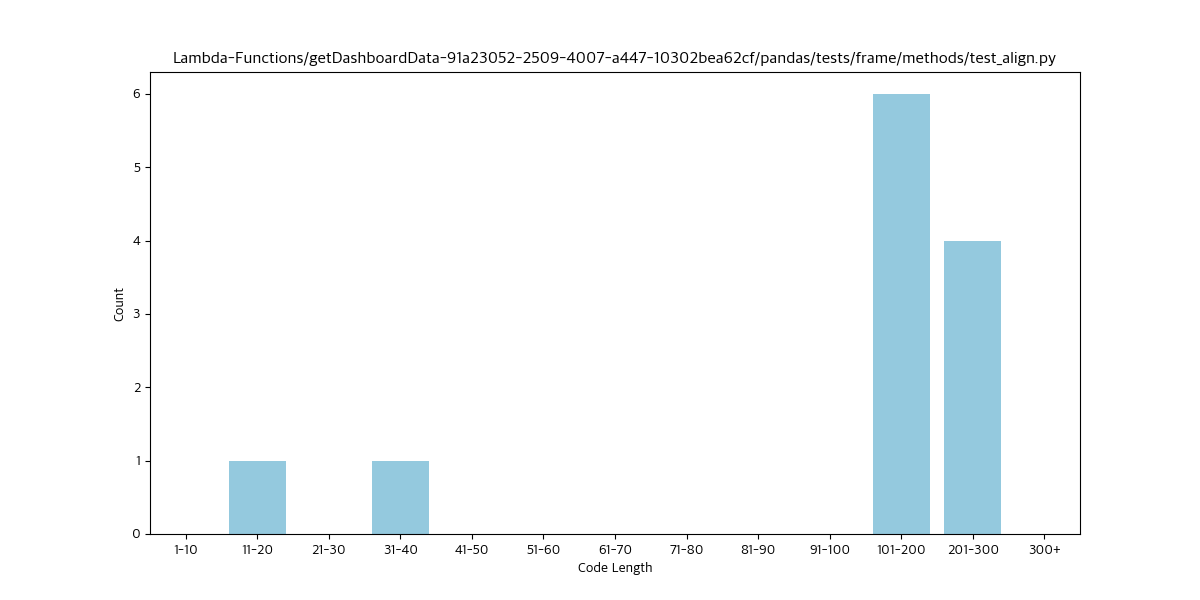 Lambda-Functions/getDashboardData-91a23052-2509-4007-a447-10302bea62cf/pandas/tests/frame/methods/test_align.py
6
5
4
3
2
1
0
Count
1-10 11-20 21-30 31-40 41-50 51-60 61-70 71-80 81-90 91-100 101-200 201-300 300+
Code Length